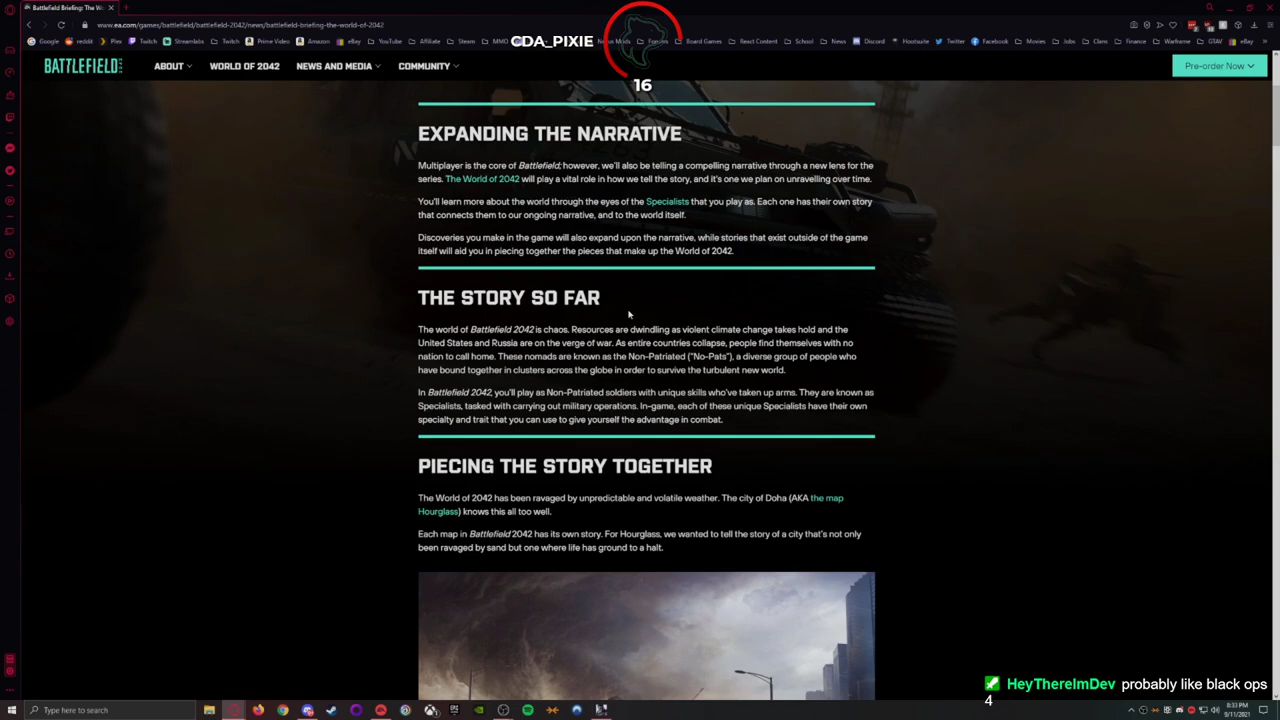 Battlefield Briefing: The Wo
www.ea.com/games/battlefield/battlefield-2042/news/battlefield-briefing-the-world-of-2042
Google reddit Plex Twitch Streamlabs Twitch Prime Video Amazon eBay YouTube Affiliate Steam MMO Forums Board Games React Content School News Discord Hootsuite Twitter Facebook Movies Jobs Clans Finance Warframe GTAV eBay
CDA_PIXIE
16
BATTLEFIELD
ABOUT WORLD OF 2042 NEWS AND MEDIA COMMUNITY Pre-order Now
EXPANDING THE NARRATIVE
Multiplayer is the core of Battlefield; however, we'll also be telling a compelling narrative through a new lens for the
series. The World of 2042 will play a vital role in how we tell the story, and it's one we plan on unravelling over time.
You'll learn more about the world through the eyes of the Specialists that you play as. Each one has their own story
that connects them to our ongoing narrative, and to the world itself.
Discoveries you make in the game will also expand upon the narrative, while stories that exist outside of the game
itself will aid you in piecing together the pieces that make up the World of 2042.
THE STORY SO FAR
The world of Battlefield 2042 is chaos. Resources are dwindling as violent climate change takes hold and the
United States and Russia are on the verge of war. As entire countries collapse, people find themselves with no
nation to call home. These nomads are known as the Non-Patriated ("No-Pats"), a diverse group of people who
have bound together in clusters across the globe in order to survive the turbulent new world.
In Battlefield 2042, you'll play as Non-Patriated soldiers with unique skills who've taken up arms. They are known as
Specialists, tasked with carrying out military operations. In-game, each of these unique Specialists have their own
specialty and trait that you can use to give yourself the advantage in combat.
PIECING THE STORY TOGETHER
The World of 2042 has been ravaged by unpredictable and volatile weather. The city of Doha (AKA the map
Hourglass) knows this all too well.
Each map in Battlefield 2042 has its own story. For Hourglass, we wanted to tell the story of a city that's not only
been ravaged by sand but one where life has ground to a halt.
HeyThereImDev probably like black ops
4
Type here to search
8:33 PM
9/11/2021